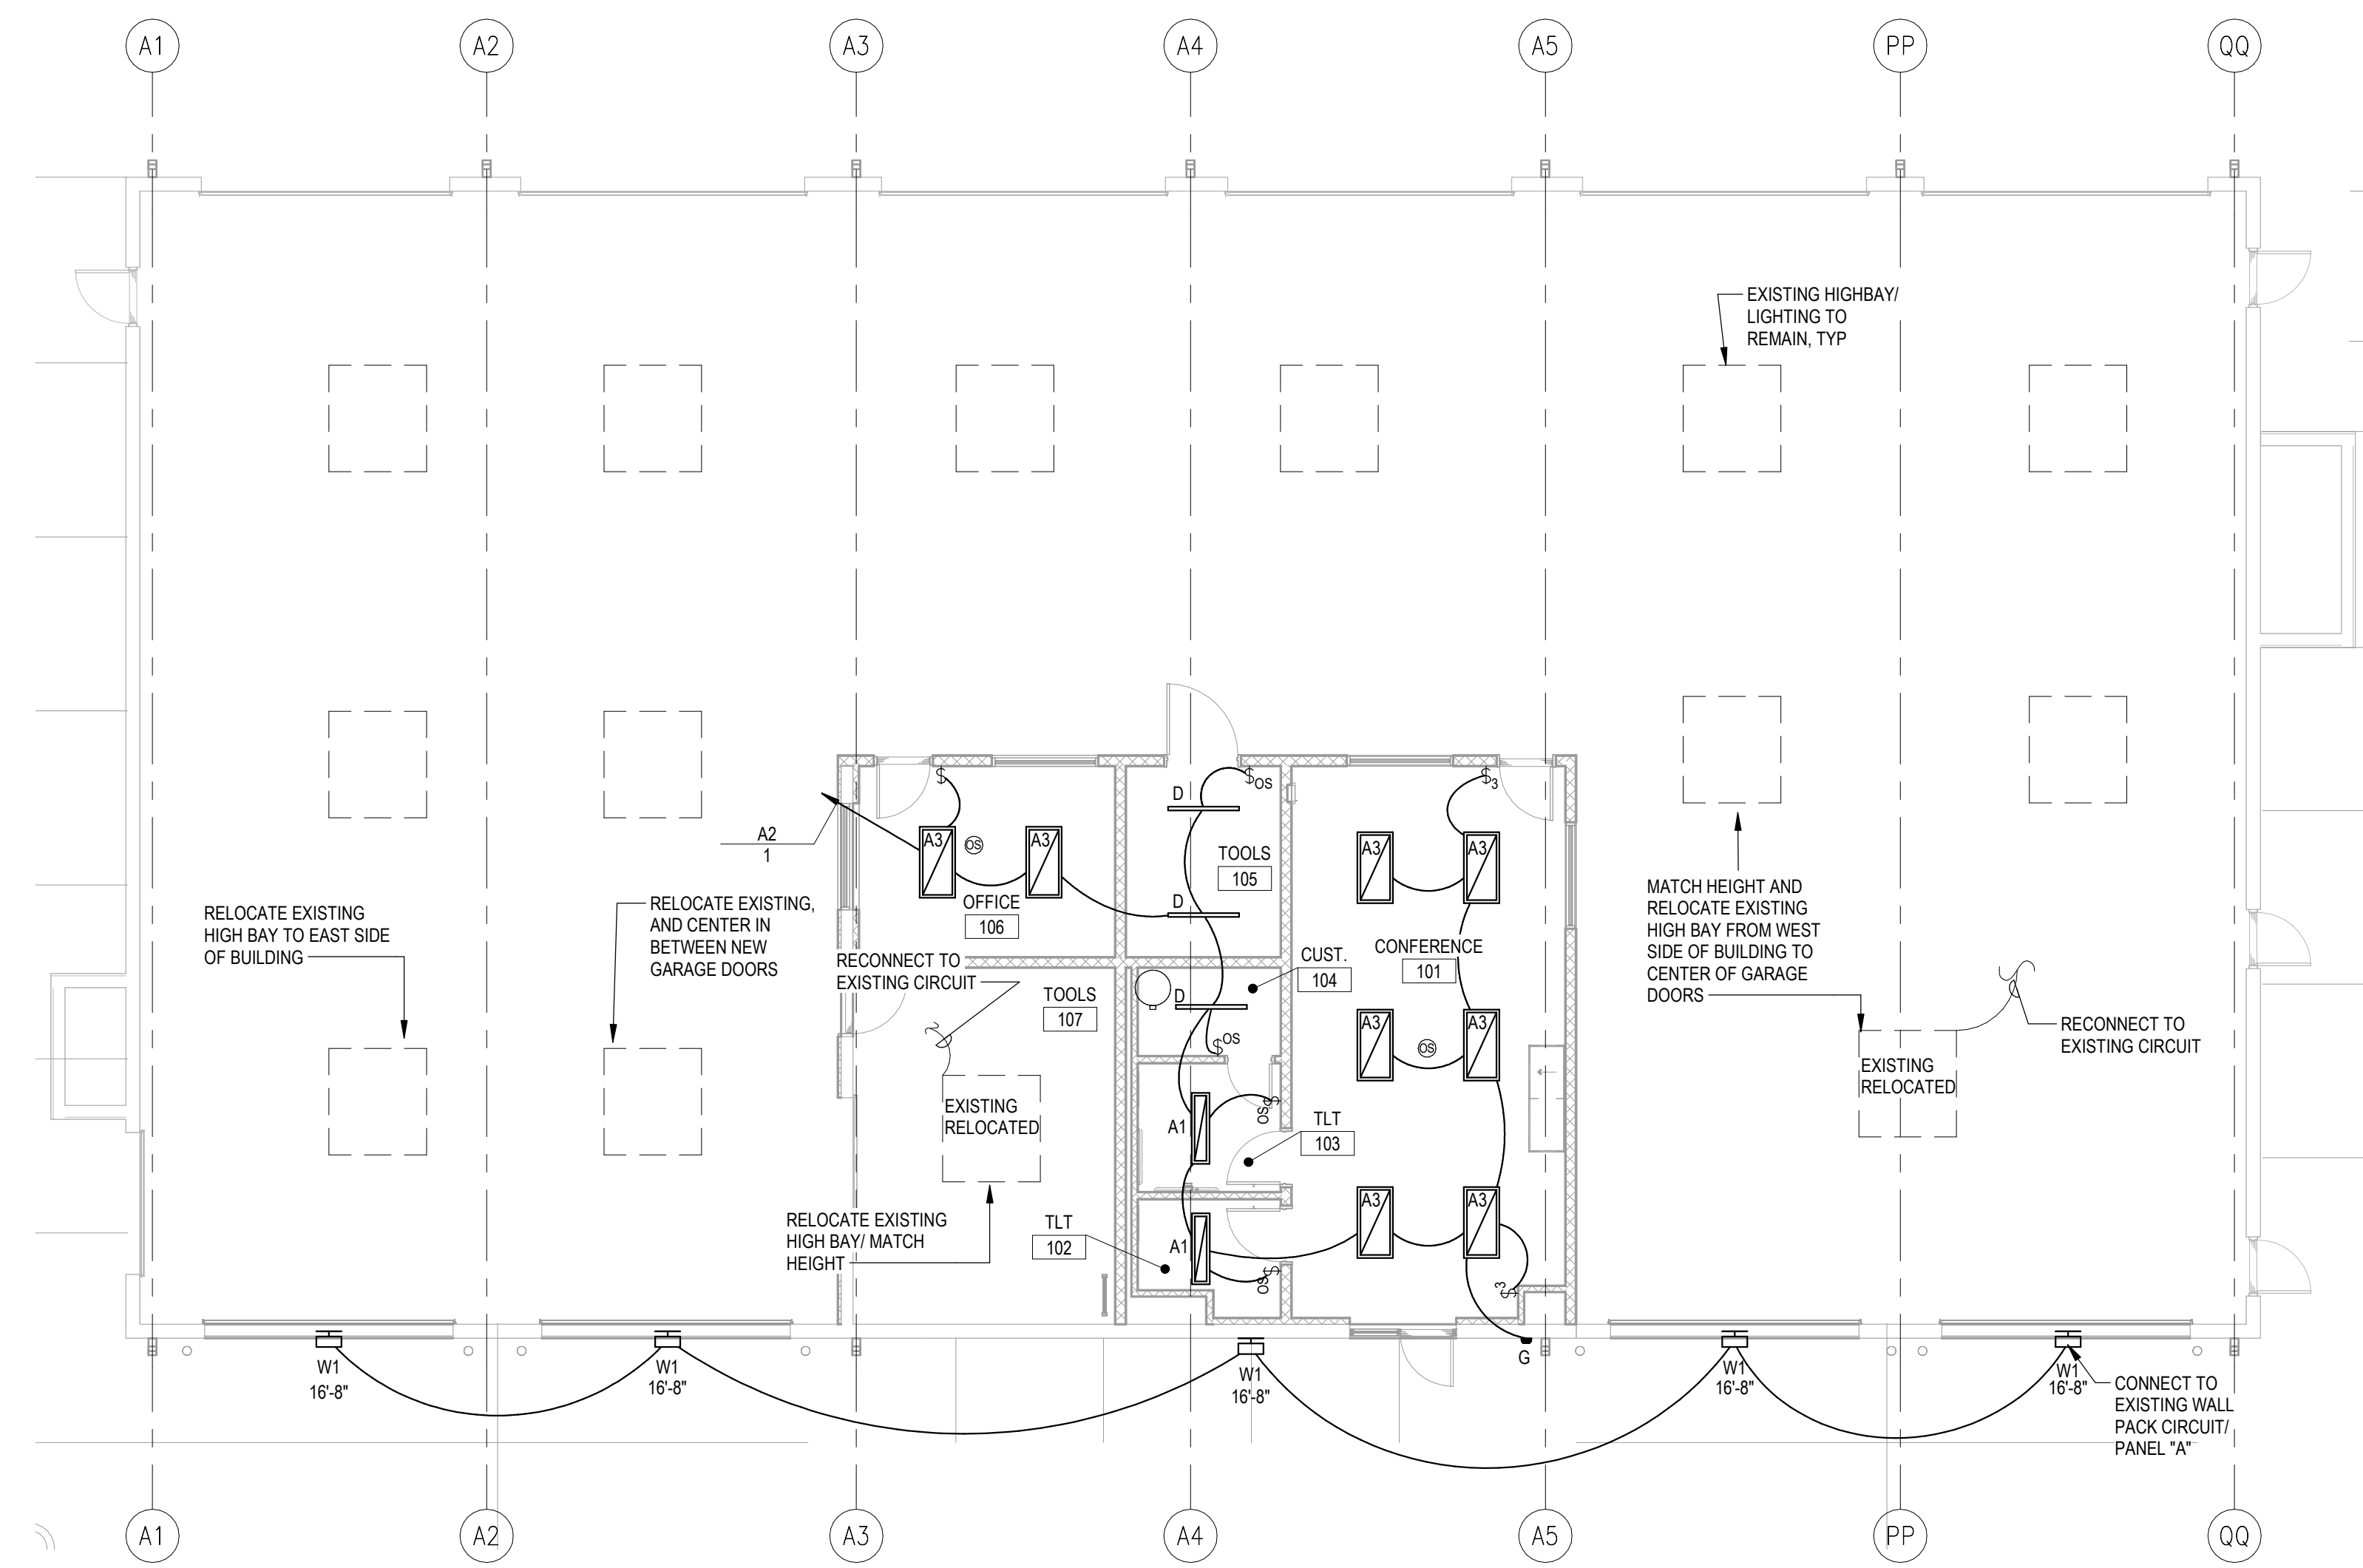 A1
A2
A3
A4
A5
PP
QQ
EXISTING HIGHBAY/
LIGHTING TO
REMAIN, TYP
$
$OS
$3
D
A2
1
A3
OS
A3
A3
A3
TOOLS
105
OFFICE
106
D
RELOCATE EXISTING
HIGH BAY TO EAST SIDE
OF BUILDING
RELOCATE EXISTING,
AND CENTER IN
BETWEEN NEW
GARAGE DOORS
MATCH HEIGHT AND
RELOCATE EXISTING
HIGH BAY FROM WEST
SIDE OF BUILDING TO
CENTER OF GARAGE
DOORS
RECONNECT TO
EXISTING CIRCUIT
CUST.
104
CONFERENCE
101
TOOLS
107
D
$OS
A3
OS
A3
RECONNECT TO
EXISTING CIRCUIT
EXISTING
RELOCATED
EXISTING
RELOCATED
A1
$OS
TLT
103
RELOCATE EXISTING
HIGH BAY/ MATCH
HEIGHT
TLT
102
A1
$OS
A3
A3
$3
G
W1
16'-8"
W1
16'-8"
W1
16'-8"
W1
16'-8"
W1
16'-8"
CONNECT TO
EXISTING WALL
PACK CIRCUIT/
PANEL "A"
A1
A2
A3
A4
A5
PP
QQ